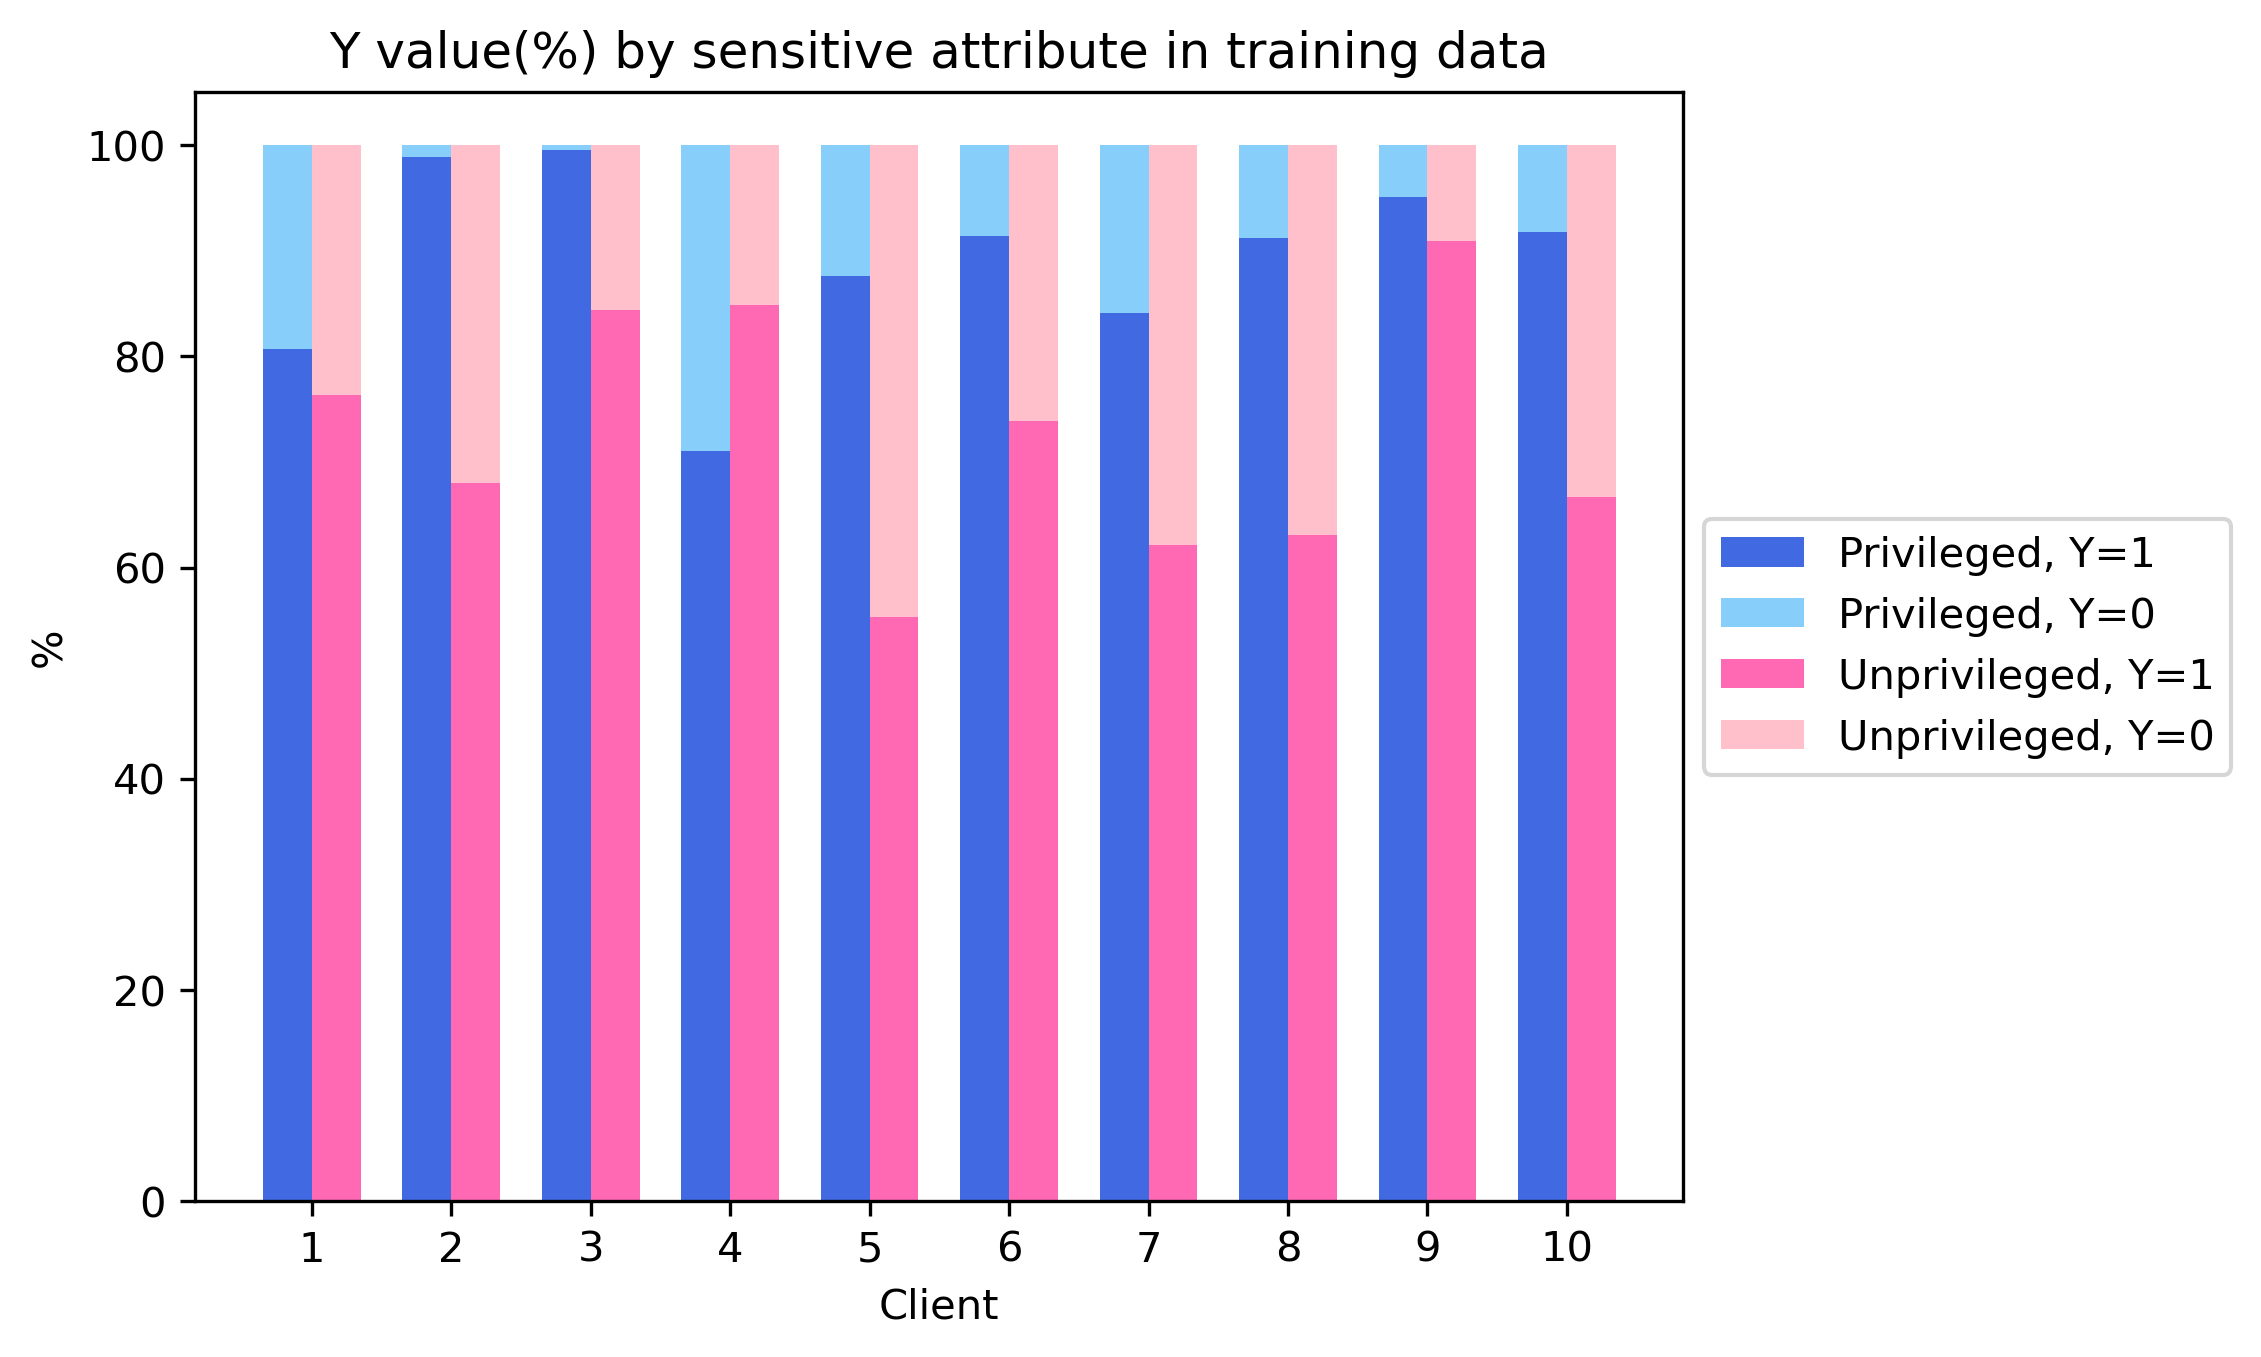 Y value(%) by sensitive attribute in training data
100
80
60
40
20
0
%
1 2 3 4 5 6 7 8 9 10
Client
Privileged, Y=1
Privileged, Y=0
Unprivileged, Y=1
Unprivileged, Y=0